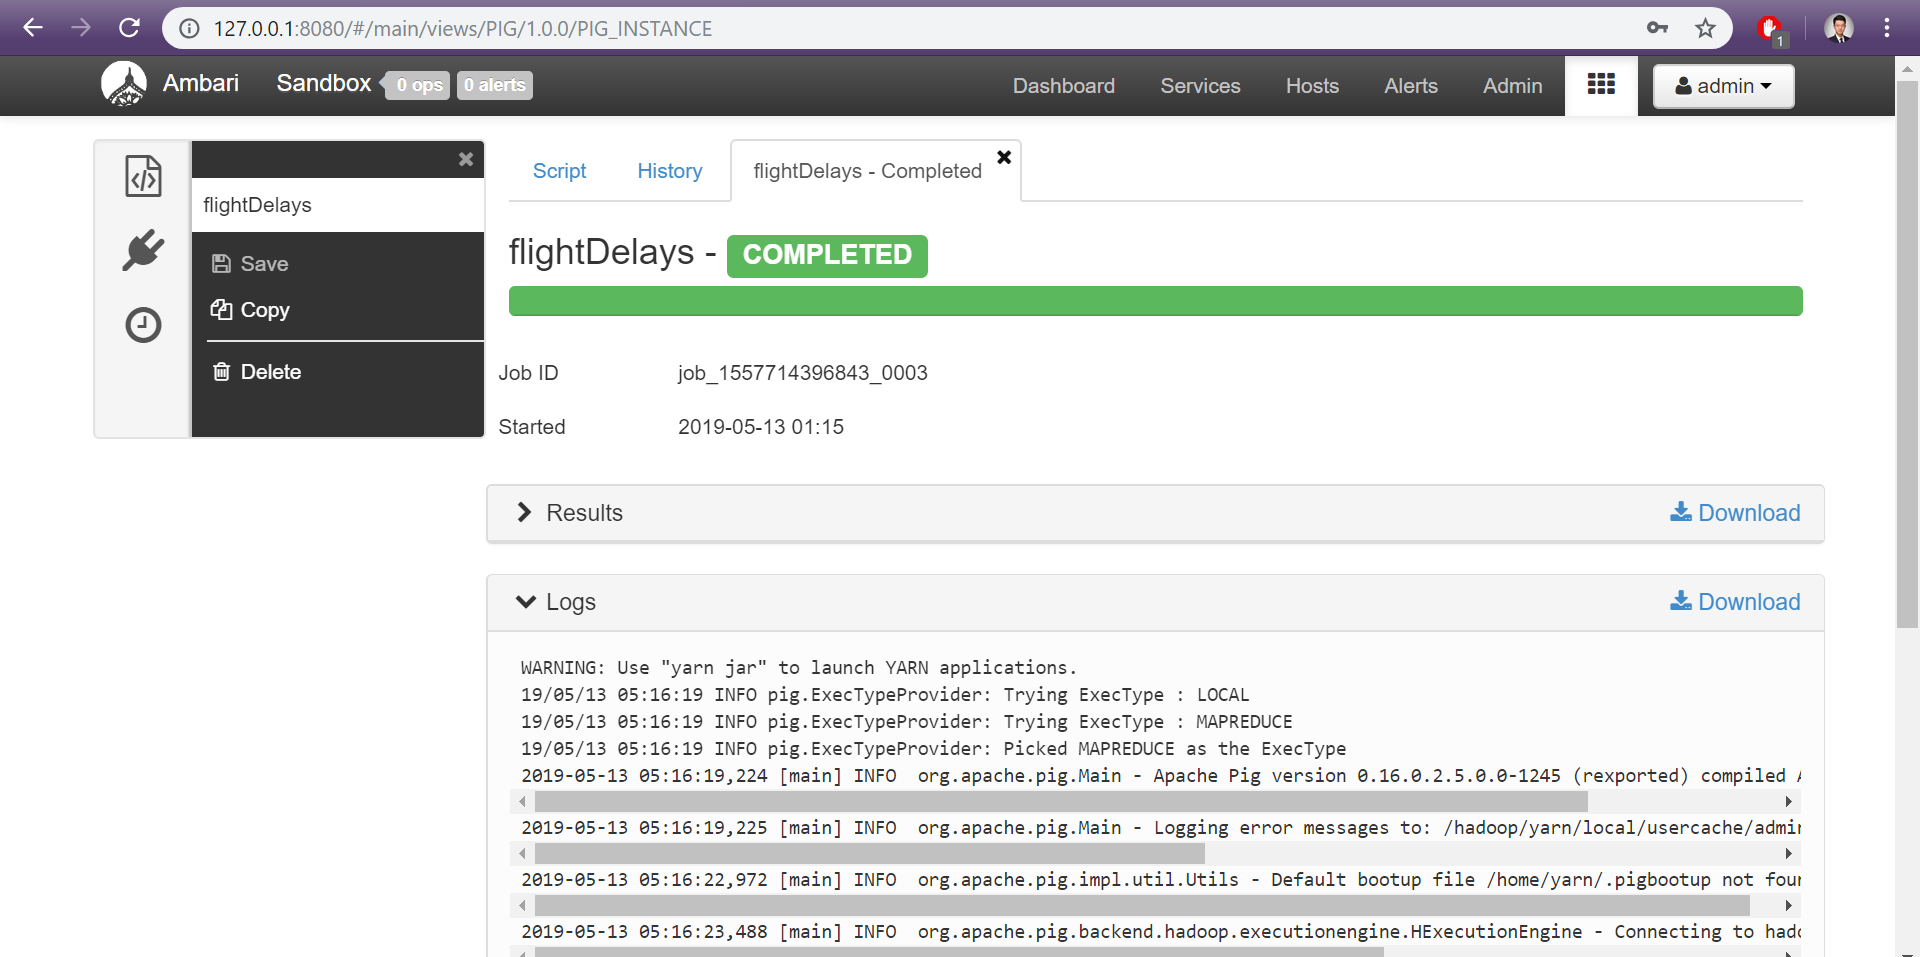 127.0.0.1:8080/#/main/views/PIG/1.0.0/PIG_INSTANCE
1
Ambari Sandbox 0 ops 0 alerts Dashboard Services Hosts Alerts Admin admin
flightDelays
Save
Copy
Delete
Script History flightDelays - Completed
flightDelays - COMPLETED
Job ID job_1557714396843_0003
Started 2019-05-13 01:15
Results Download
Logs Download
WARNING: Use "yarn jar" to launch YARN applications.
19/05/13 05:16:19 INFO pig.ExecTypeProvider: Trying ExecType : LOCAL
19/05/13 05:16:19 INFO pig.ExecTypeProvider: Trying ExecType : MAPREDUCE
19/05/13 05:16:19 INFO pig.ExecTypeProvider: Picked MAPREDUCE as the ExecType
2019-05-13 05:16:19,224 [main] INFO  org.apache.pig.Main - Apache Pig version 0.16.0.2.5.0.0-1245 (rexported) compiled
2019-05-13 05:16:19,225 [main] INFO  org.apache.pig.Main - Logging error messages to: /hadoop/yarn/local/usercache/admin
2019-05-13 05:16:22,972 [main] INFO  org.apache.pig.impl.util.Utils - Default bootup file /home/yarn/.pigbootup not four
2019-05-13 05:16:23,488 [main] INFO  org.apache.pig.backend.hadoop.executionengine.HExecutionEngine - Connecting to hado